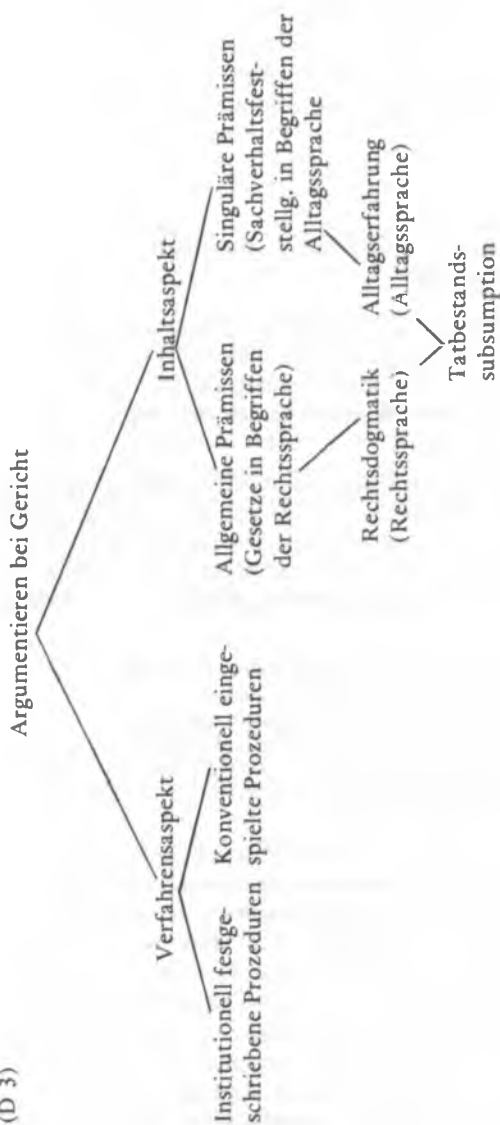 (D 3)
Argumentieren bei Gericht
Verfahrensaspekt
Inhaltsaspekt
Institutionell festge-
schriebene Prozeduren
Konventionell einge-
spielte Prozeduren
Allgemeine Prämissen
(Gesetze in Begriffen
der Rechtssprache)
Singuläre Prämissen
(Sachverhaltsfest-
stellg. in Begriffen der
Alltagssprache
Rechtsdogmatik
(Rechtssprache)
Alltagserfahrung
(Alltagssprache)
Tatbestands-
subsumption